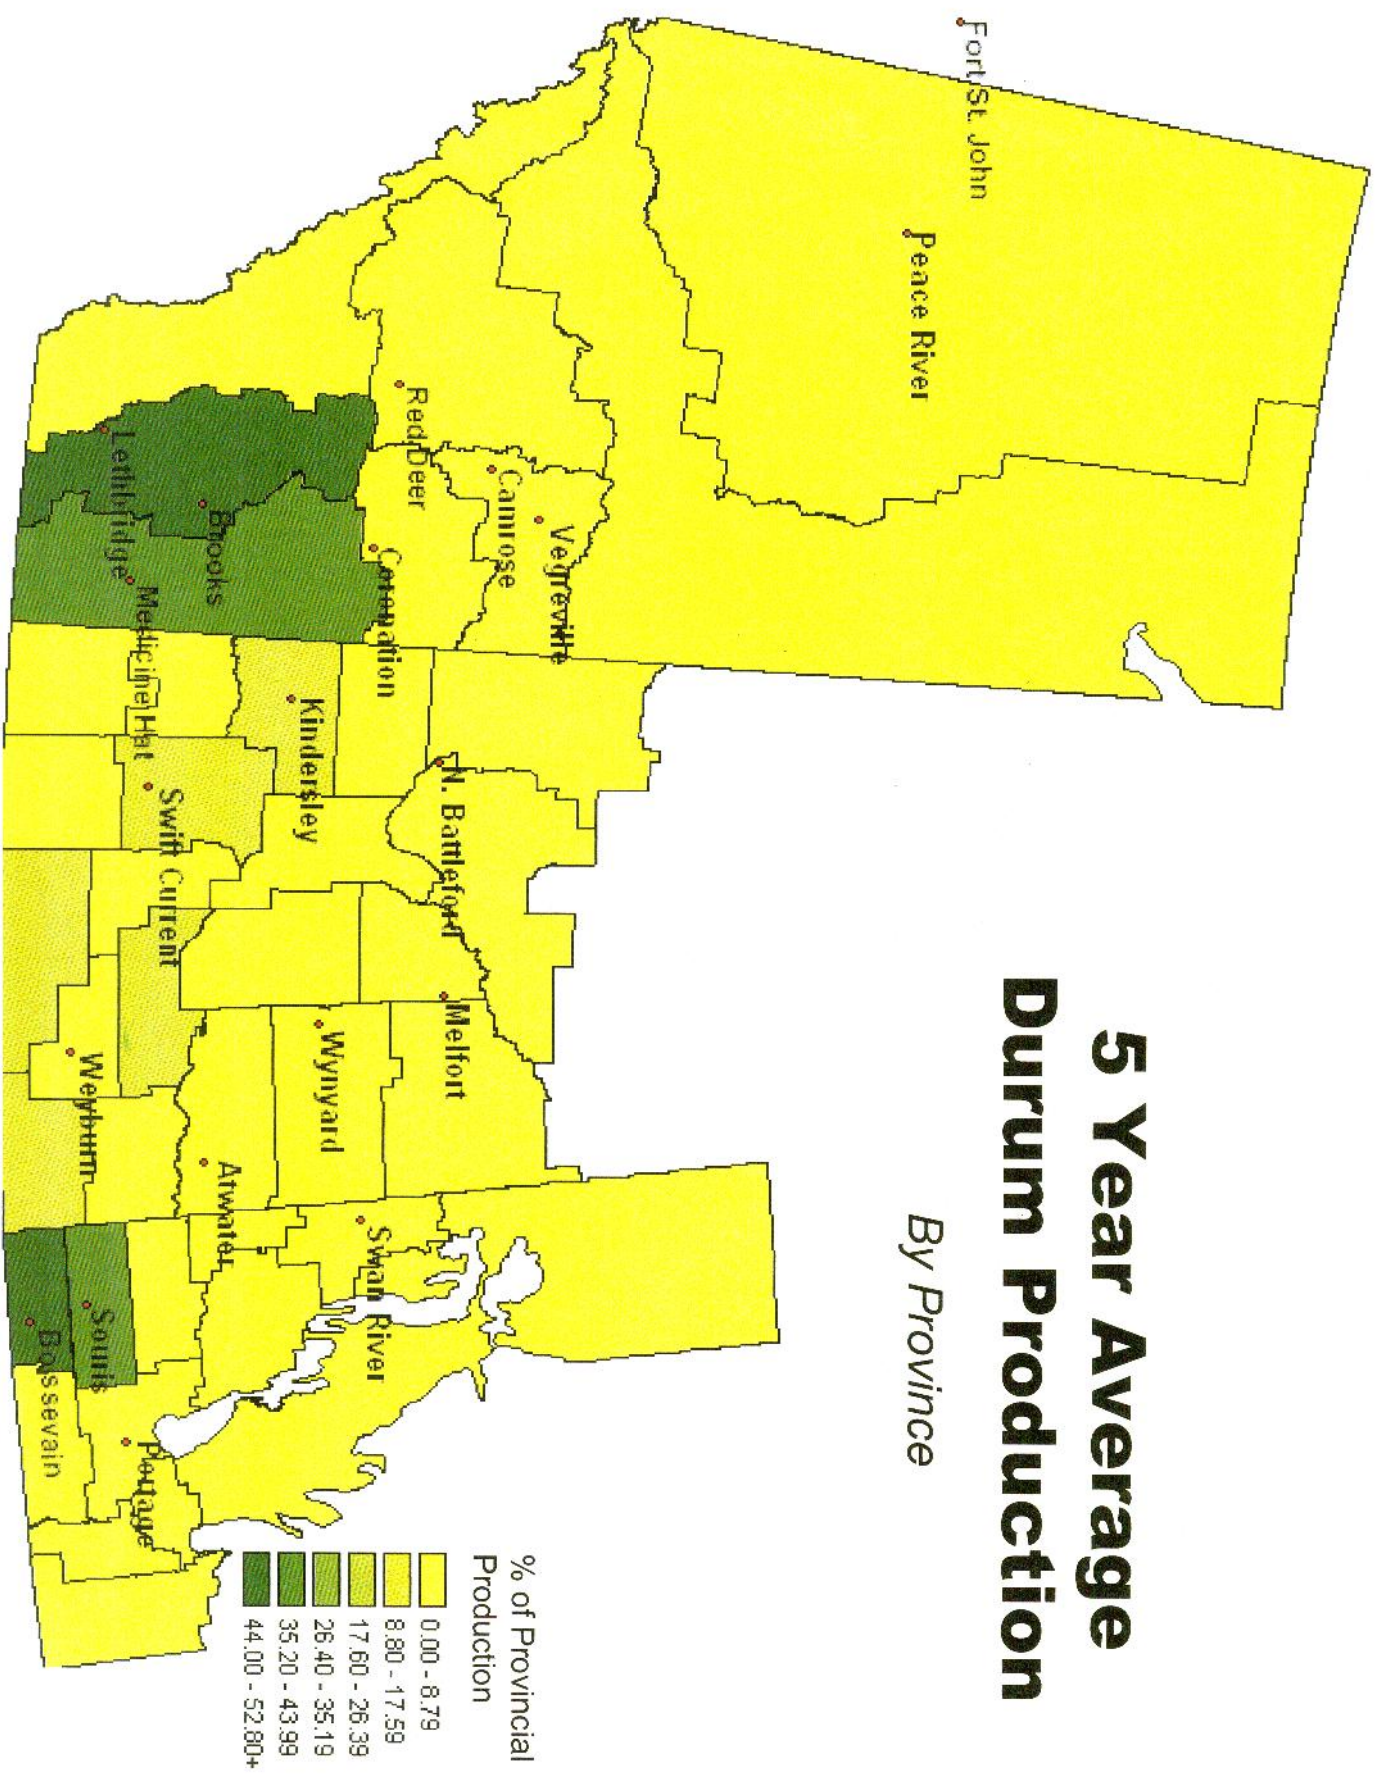 5 Year Average
Durum Production
By Province
Fort St. John
Peace River
Vegreville
Camrose
Red Deer
Coronation
Brooks
Lethbridge
Medicine Hat
Kindersley
N. Battleford
Swift Current
Melfort
Wynyard
Weyburn
Atwater
Swan River
Souris
Boissevain
Portage
% of Provincial
Production
0.00 - 8.79
8.80 - 17.59
17.60 - 26.39
26.40 - 35.19
35.20 - 43.99
44.00 - 52.80+